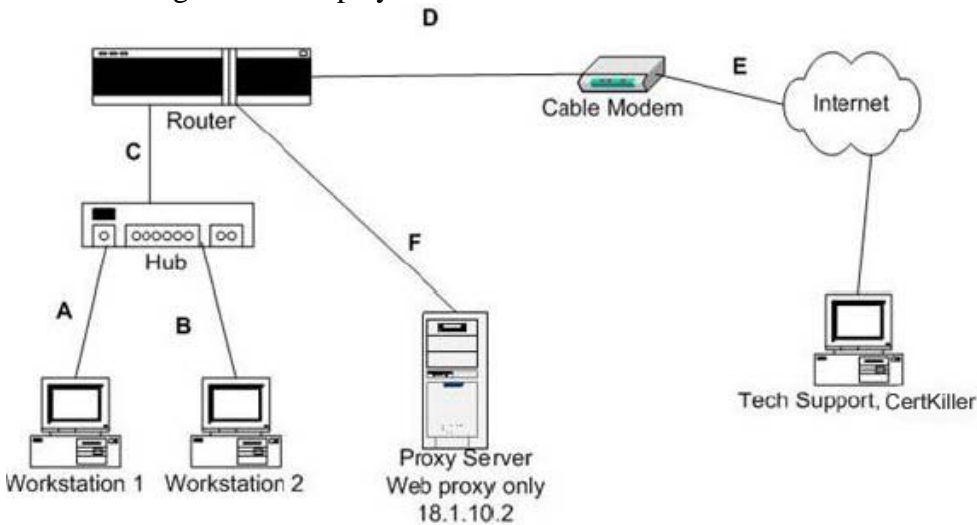 D
E
Internet
Cable Modem
Router
C
Hub
F
A
B
Tech Support, CertKiller
Proxy Server
Web proxy only
18.1.10.2
Workstation 1
Workstation 2